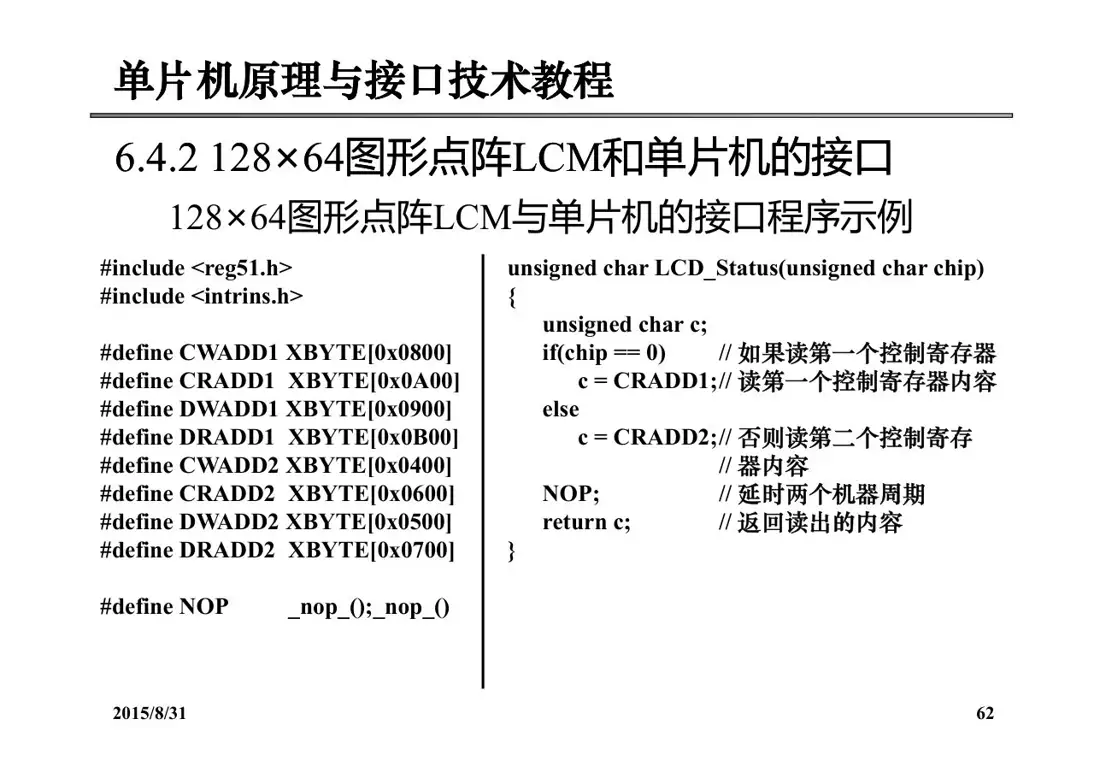 单片机原理与接口技术教程
6.4.2 128×64图形点阵LCM和单片机的接口
128×64图形点阵LCM与单片机的接口程序示例
#include <reg51.h>
#include <intrins.h>
#define CWADD1 XBYTE[0x0800]
#define CRADD1 XBYTE[0x0A00]
#define DWADD1 XBYTE[0x0900]
#define DRADD1 XBYTE[0x0B00]
#define CWADD2 XBYTE[0x0400]
#define CRADD2 XBYTE[0x0600]
#define DWADD2 XBYTE[0x0500]
#define DRADD2 XBYTE[0x0700]
#define NOP _nop_();_nop_()
unsigned char LCD_Status(unsigned char chip)
{
unsigned char c;
if(chip == 0) // 如果读第一个控制寄存器
c = CRADD1;// 读第一个控制寄存器内容
else
c = CRADD2;// 否则读第二个控制寄存
// 器内容
NOP; // 延时两个机器周期
return c; // 返回读出的内容
}
2015/8/31
62